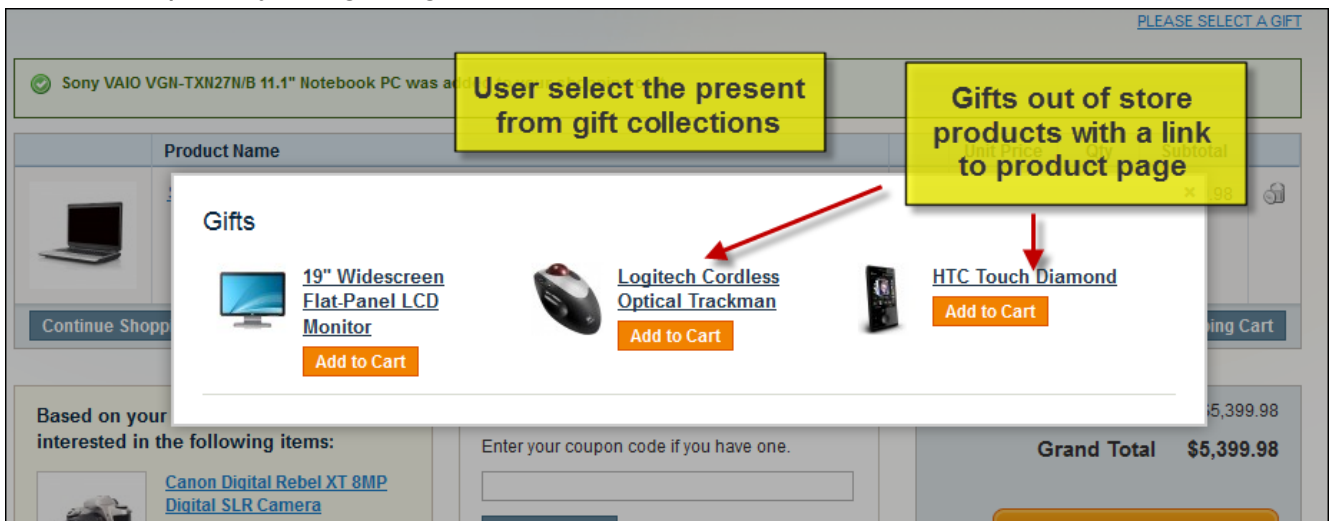 PLEASE SELECT A GIFT
Sony VAIO VGN-TXN27N/B 11.1" Notebook PC was
User select the present
from gift collections
Gifts out of store
products with a link
to product page
Product Name
Unit Price Qty Subtotal
.98
Gifts
19" Widescreen
Flat-Panel LCD
Monitor
Add to Cart
Logitech Cordless
Optical Trackman
Add to Cart
HTC Touch Diamond
Add to Cart
Continue Shopp
ing Cart
Based on your
interested in the following items:
Canon Digital Rebel XT 8MP
Digital SLR Camera
Enter your coupon code if you have one.
$5,399.98
Grand Total $5,399.98